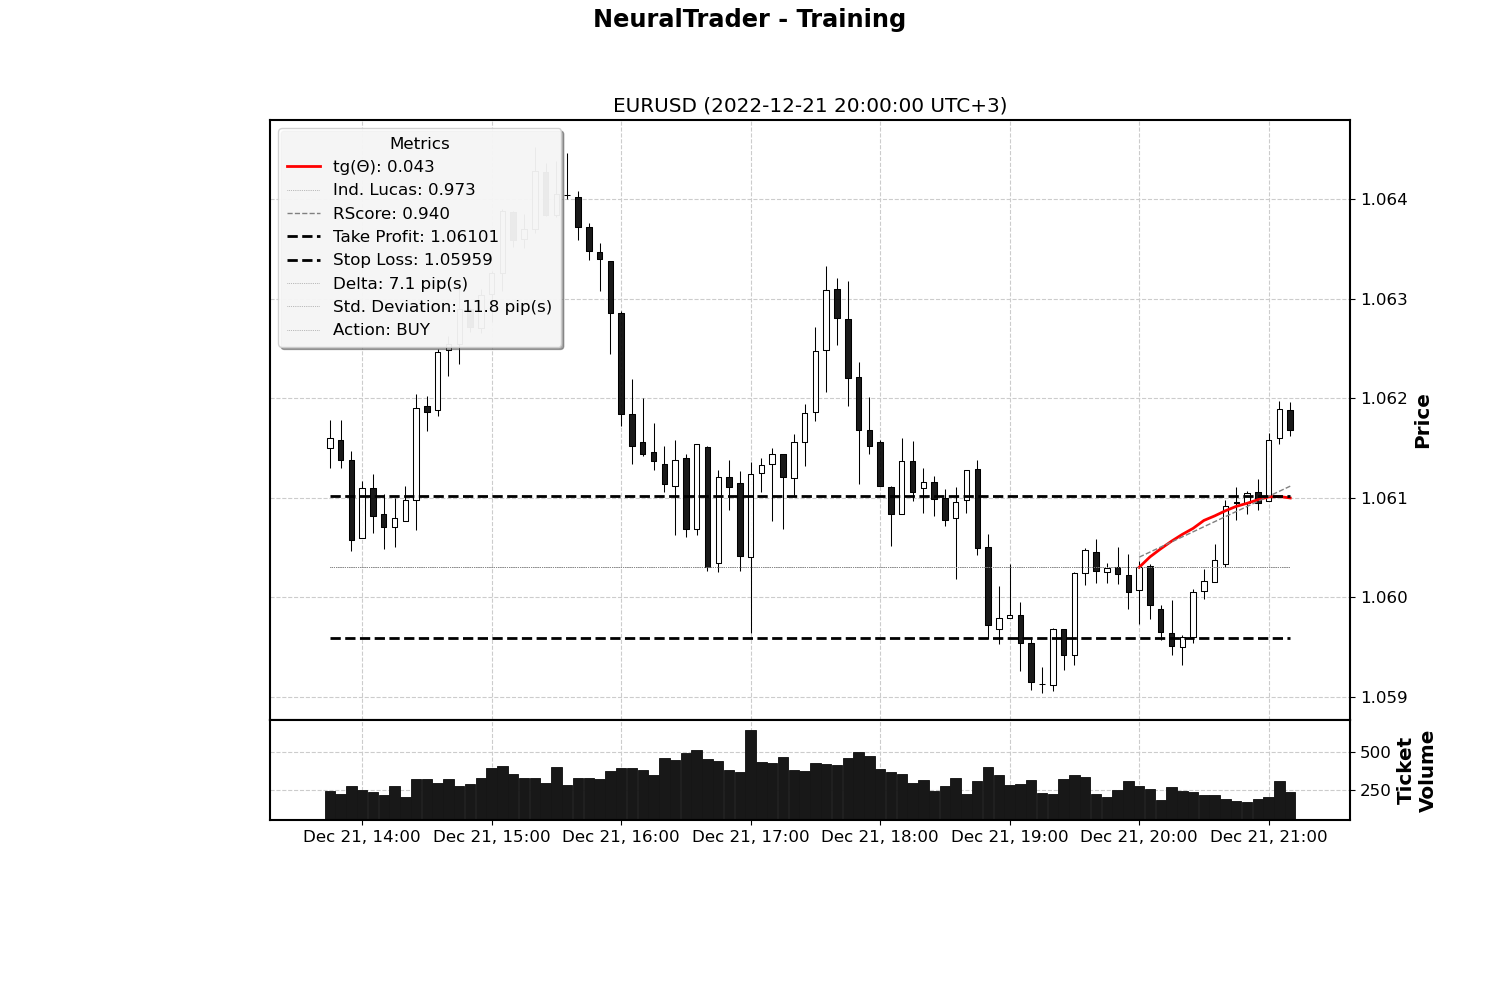 NeuralTrader - Training
EURUSD (2022-12-21 20:00:00 UTC+3)
Metrics
tg(Θ): 0.043
Ind. Lucas: 0.973
RScore: 0.940
Take Profit: 1.06101
Stop Loss: 1.05959
Delta: 7.1 pip(s)
Std. Deviation: 11.8 pip(s)
Action: BUY
1.064
1.063
1.062
1.061
1.060
1.059
Price
500
250
Ticket
Volume
Dec 21, 14:00
Dec 21, 15:00
Dec 21, 16:00
Dec 21, 17:00
Dec 21, 18:00
Dec 21, 19:00
Dec 21, 20:00
Dec 21, 21:00